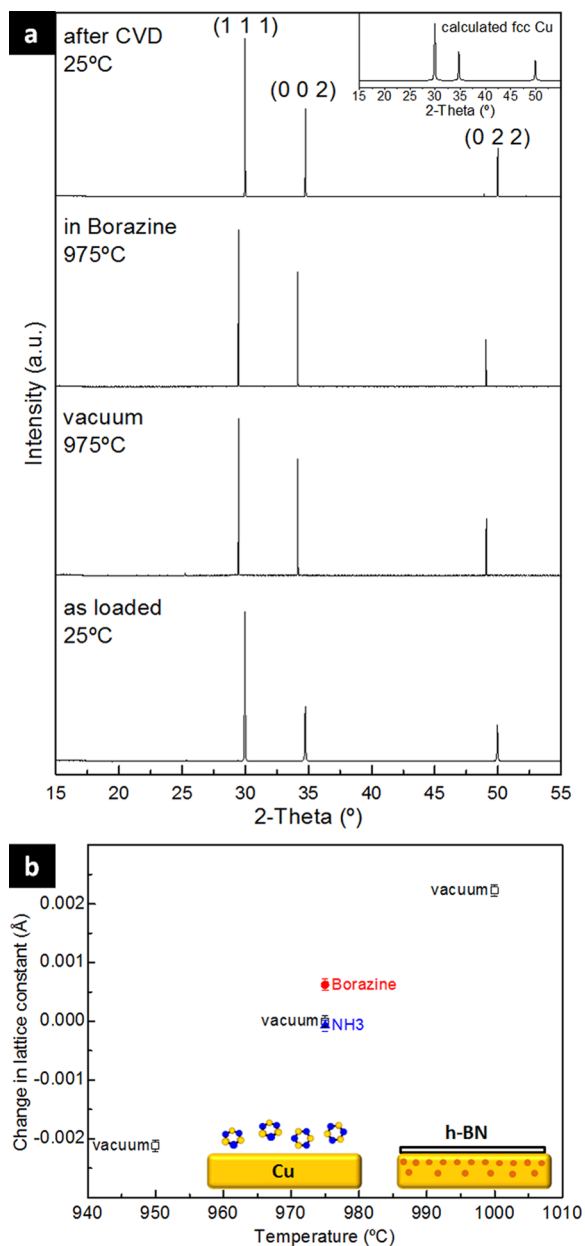 a
after CVD
25ºC
(1 1 1)
(0 0 2)
(0 2 2)
calculated fcc Cu
15 20 25 30 35 40 45 50
2-Theta (º)
in Borazine
975ºC
vacuum
975ºC
as loaded
25ºC
Intensity (a.u.)
15 20 25 30 35 40 45 50 55
2-Theta (º)
b
Change in lattice constant (Å)
0.002
0.001
0.000
-0.001
-0.002
vacuum
Borazine
vacuum
NH3
vacuum
h-BN
Cu
940 950 960 970 980 990 1000 1010
Temperature (ºC)